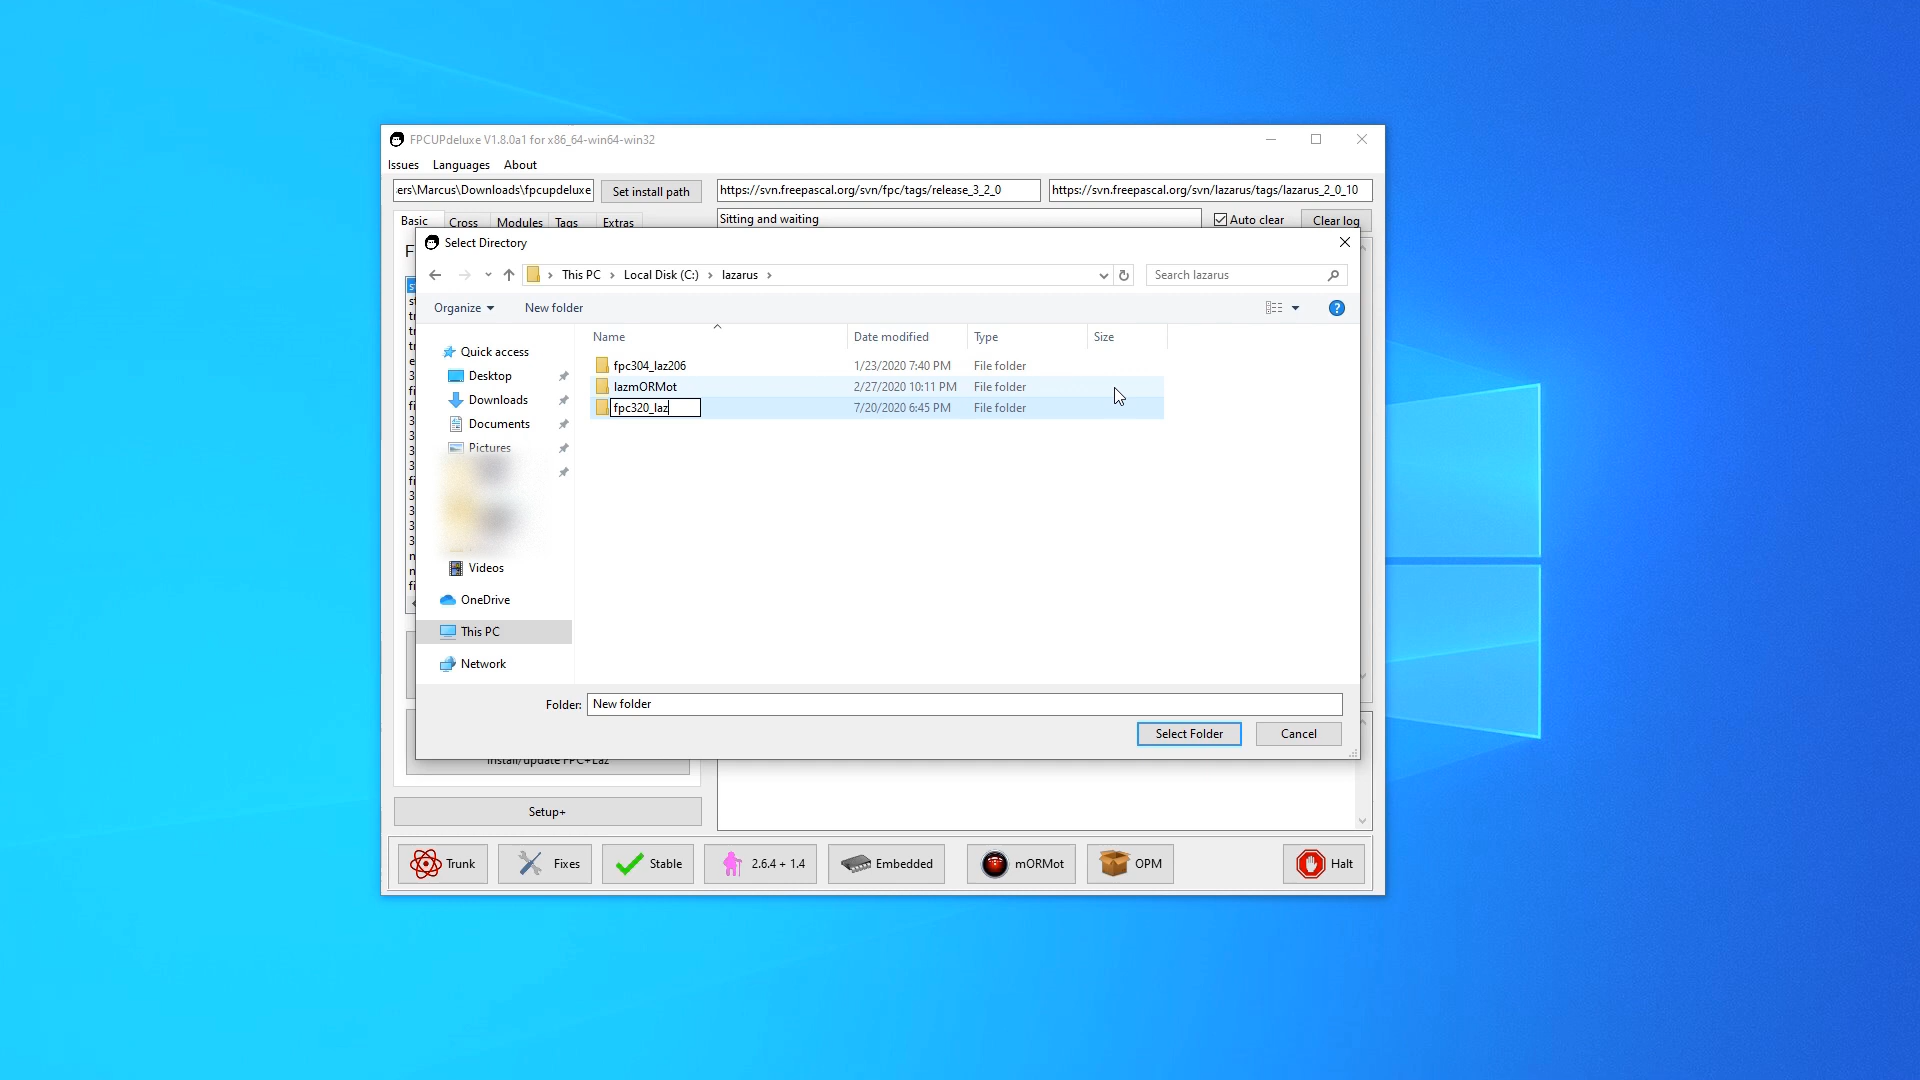 FPCUPdeluxe V1.8.0a1 for x86_64-win64-win32
Issues Languages About
ers\Marcus\Downloads\fpcupdeluxe Set install path https://svn.freepascal.org/svn/fpc/tags/release_3_2_0 https://svn.freepascal.org/svn/lazarus/tags/lazarus_2_0_10
Basic Cross Modules Tags Extras Sitting and waiting Auto clear Clear log
Select Directory
This PC Local Disk (C:) lazarus Search lazarus
Organize New folder
Name Date modified Type Size
Quick access
Desktop
Downloads
Documents
Pictures
Videos
OneDrive
This PC
Network
fpc304_laz206 1/23/2020 7:40 PM File folder
lazmORMot 2/27/2020 10:11 PM File folder
fpc320_laz 7/20/2020 6:45 PM File folder
Folder: New folder
Select Folder Cancel
Install/update FPC+Laz
Setup+
Trunk Fixes Stable 2.6.4 + 1.4 Embedded mORMot OPM Halt